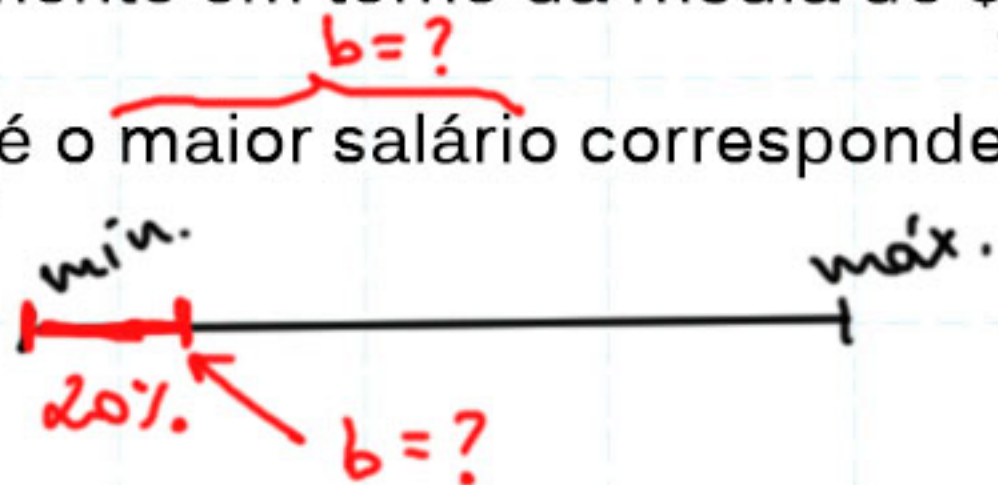 b = ?
é o maior salário corresponde
mín. máx.
20%.
b = ?